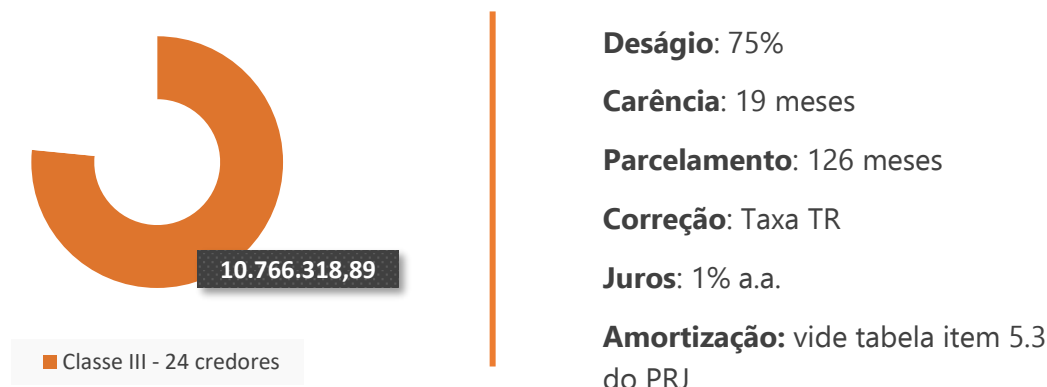 10.766.318,89
Classe III - 24 credores
Deságio: 75%
Carência: 19 meses
Parcelamento: 126 meses
Correção: Taxa TR
Juros: 1% a.a.
Amortização: vide tabela item 5.3
do PRJ